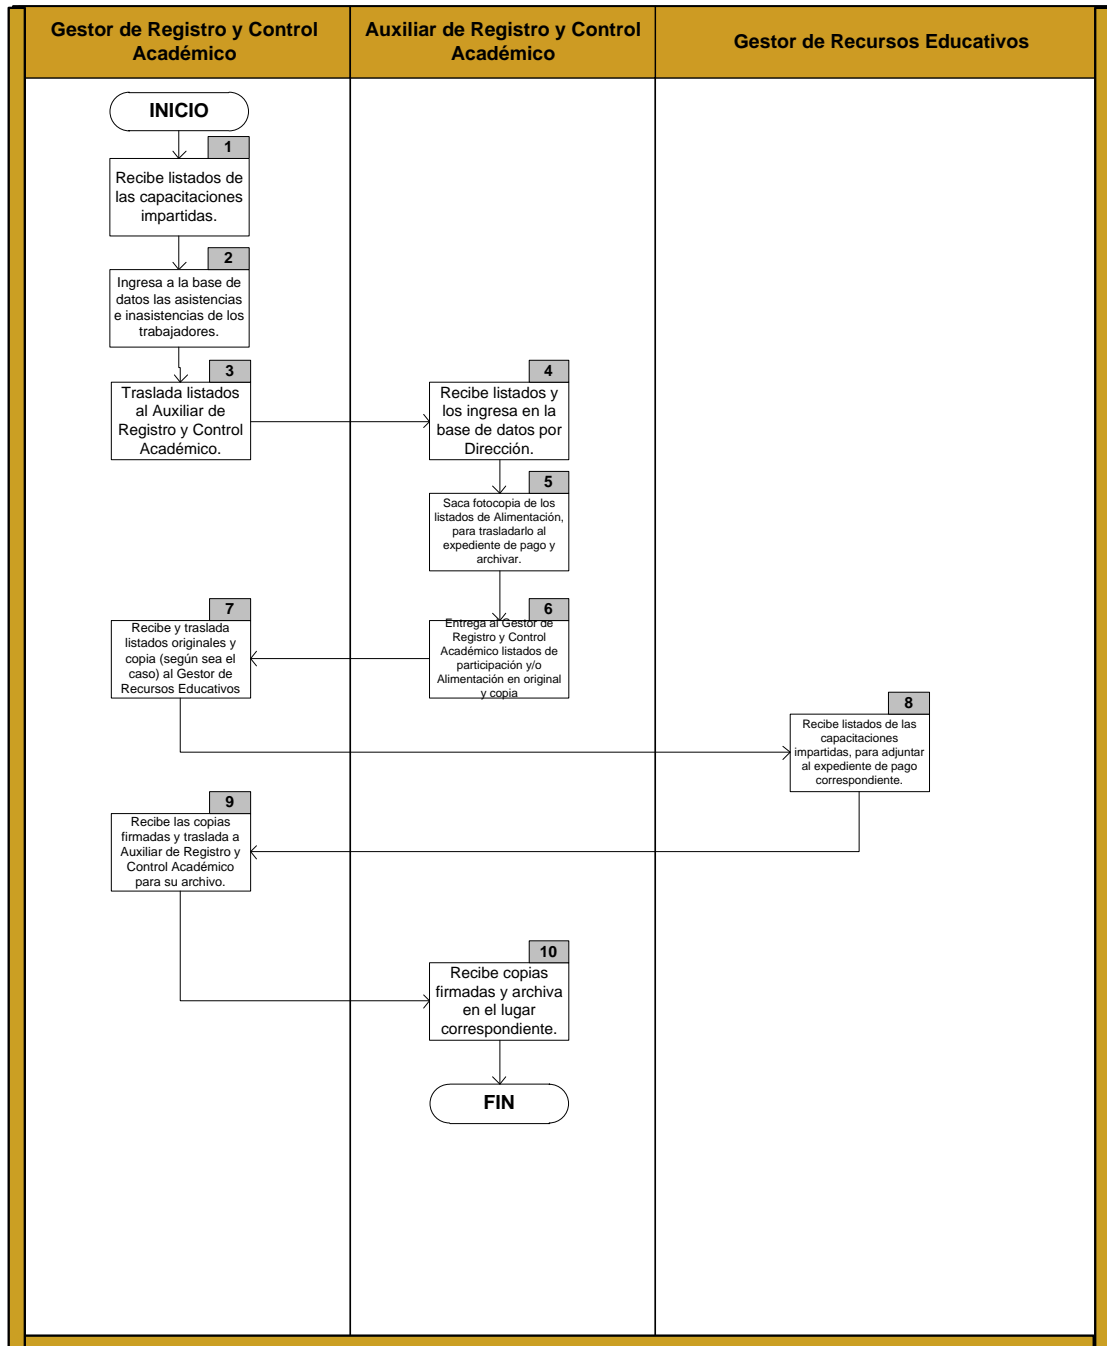 Gestor de Registro y Control
Académico
Auxiliar de Registro y Control
Académico
Gestor de Recursos Educativos
INICIO
1
Recibe listados de
las capacitaciones
impartidas.
2
Ingresa a la base de
datos las asistencias
e inasistencias de los
trabajadores.
3
Traslada listados
al Auxiliar de
Registro y Control
Académico.
4
Recibe listados y
los ingresa en la
base de datos por
Dirección.
5
Saca fotocopia de los
listados de Alimentación,
para trasladarlo al
expediente de pago y
archivar.
6
Entrega al Gestor de
Registro y Control
Académico listados de
participación y/o
Alimentación en original
y copia
7
Recibe y traslada
listados originales y
copia (según sea el
caso) al Gestor de
Recursos Educativos
8
Recibe listados de las
capacitaciones
impartidas, para adjuntar
al expediente de pago
correspondiente.
9
Recibe las copias
firmadas y traslada a
Auxiliar de Registro y
Control Académico
para su archivo.
10
Recibe copias
firmadas y archiva
en el lugar
correspondiente.
FIN